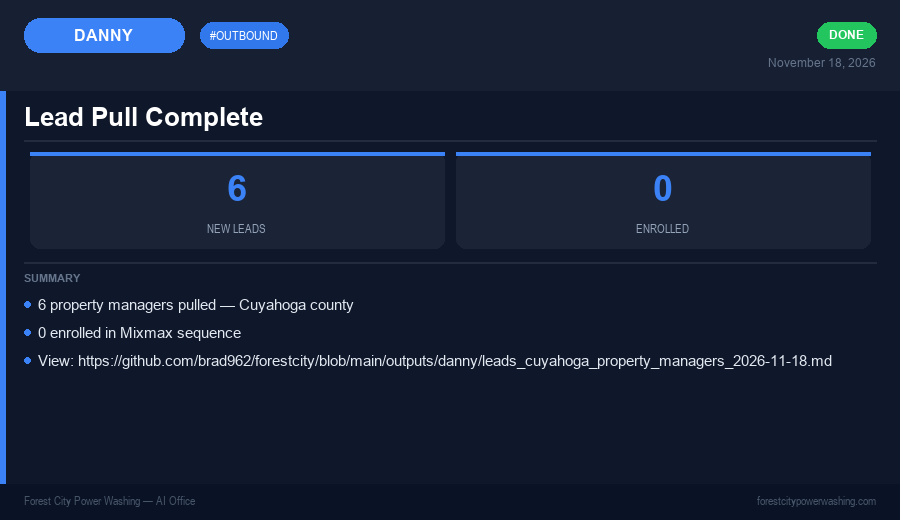 DANNY
#OUTBOUND
DONE
November 18, 2026
Lead Pull Complete
6
NEW LEADS
0
ENROLLED
SUMMARY
6 property managers pulled — Cuyahoga county
0 enrolled in Mixmax sequence
View: https://github.com/brad962/forestcity/blob/main/outputs/danny/leads_cuyahoga_property_managers_2026-11-18.md
Forest City Power Washing — AI Office
forestcitypowerwashing.com